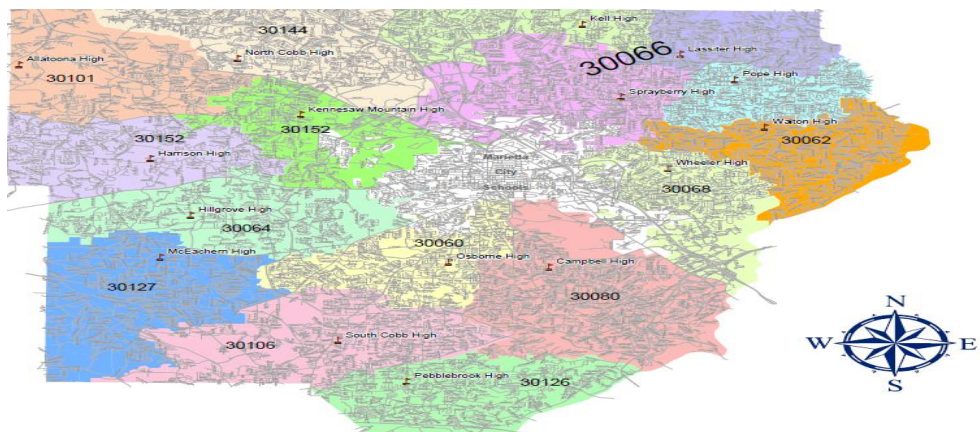 Kell High
30144
North Cobb High
30066
Lassiter High
Allatoona High
30101
Pope High
Sprayberry High
Kennesaw Mountain High
30152
Walton High
30152
30062
Harrison High
Marietta
City
Schools
Wheeler High
30068
Hillgrove High
30064
30060
McEachern High
Osborne High
Campbell High
30127
30080
N
W
E
S
South Cobb High
30106
Pebblebrook High
30126